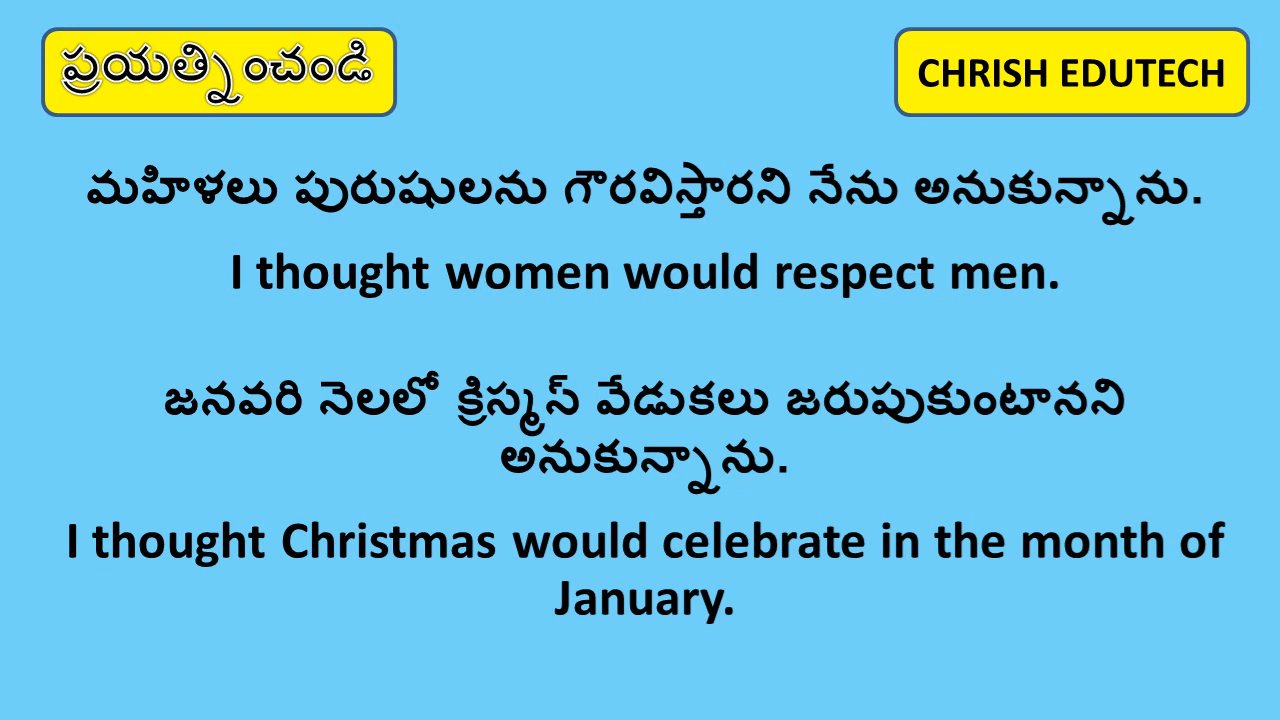 ప్రయత్నించండి
CHRISH EDUTECH
మహిళలు పురుషులను గౌరవిస్తారని నేను అనుకున్నాను.
I thought women would respect men.
జనవరి నెలలో క్రిస్మస్ వేడుకలు జరుపుకుంటానని
అనుకున్నాను.
I thought Christmas would celebrate in the month of
January.